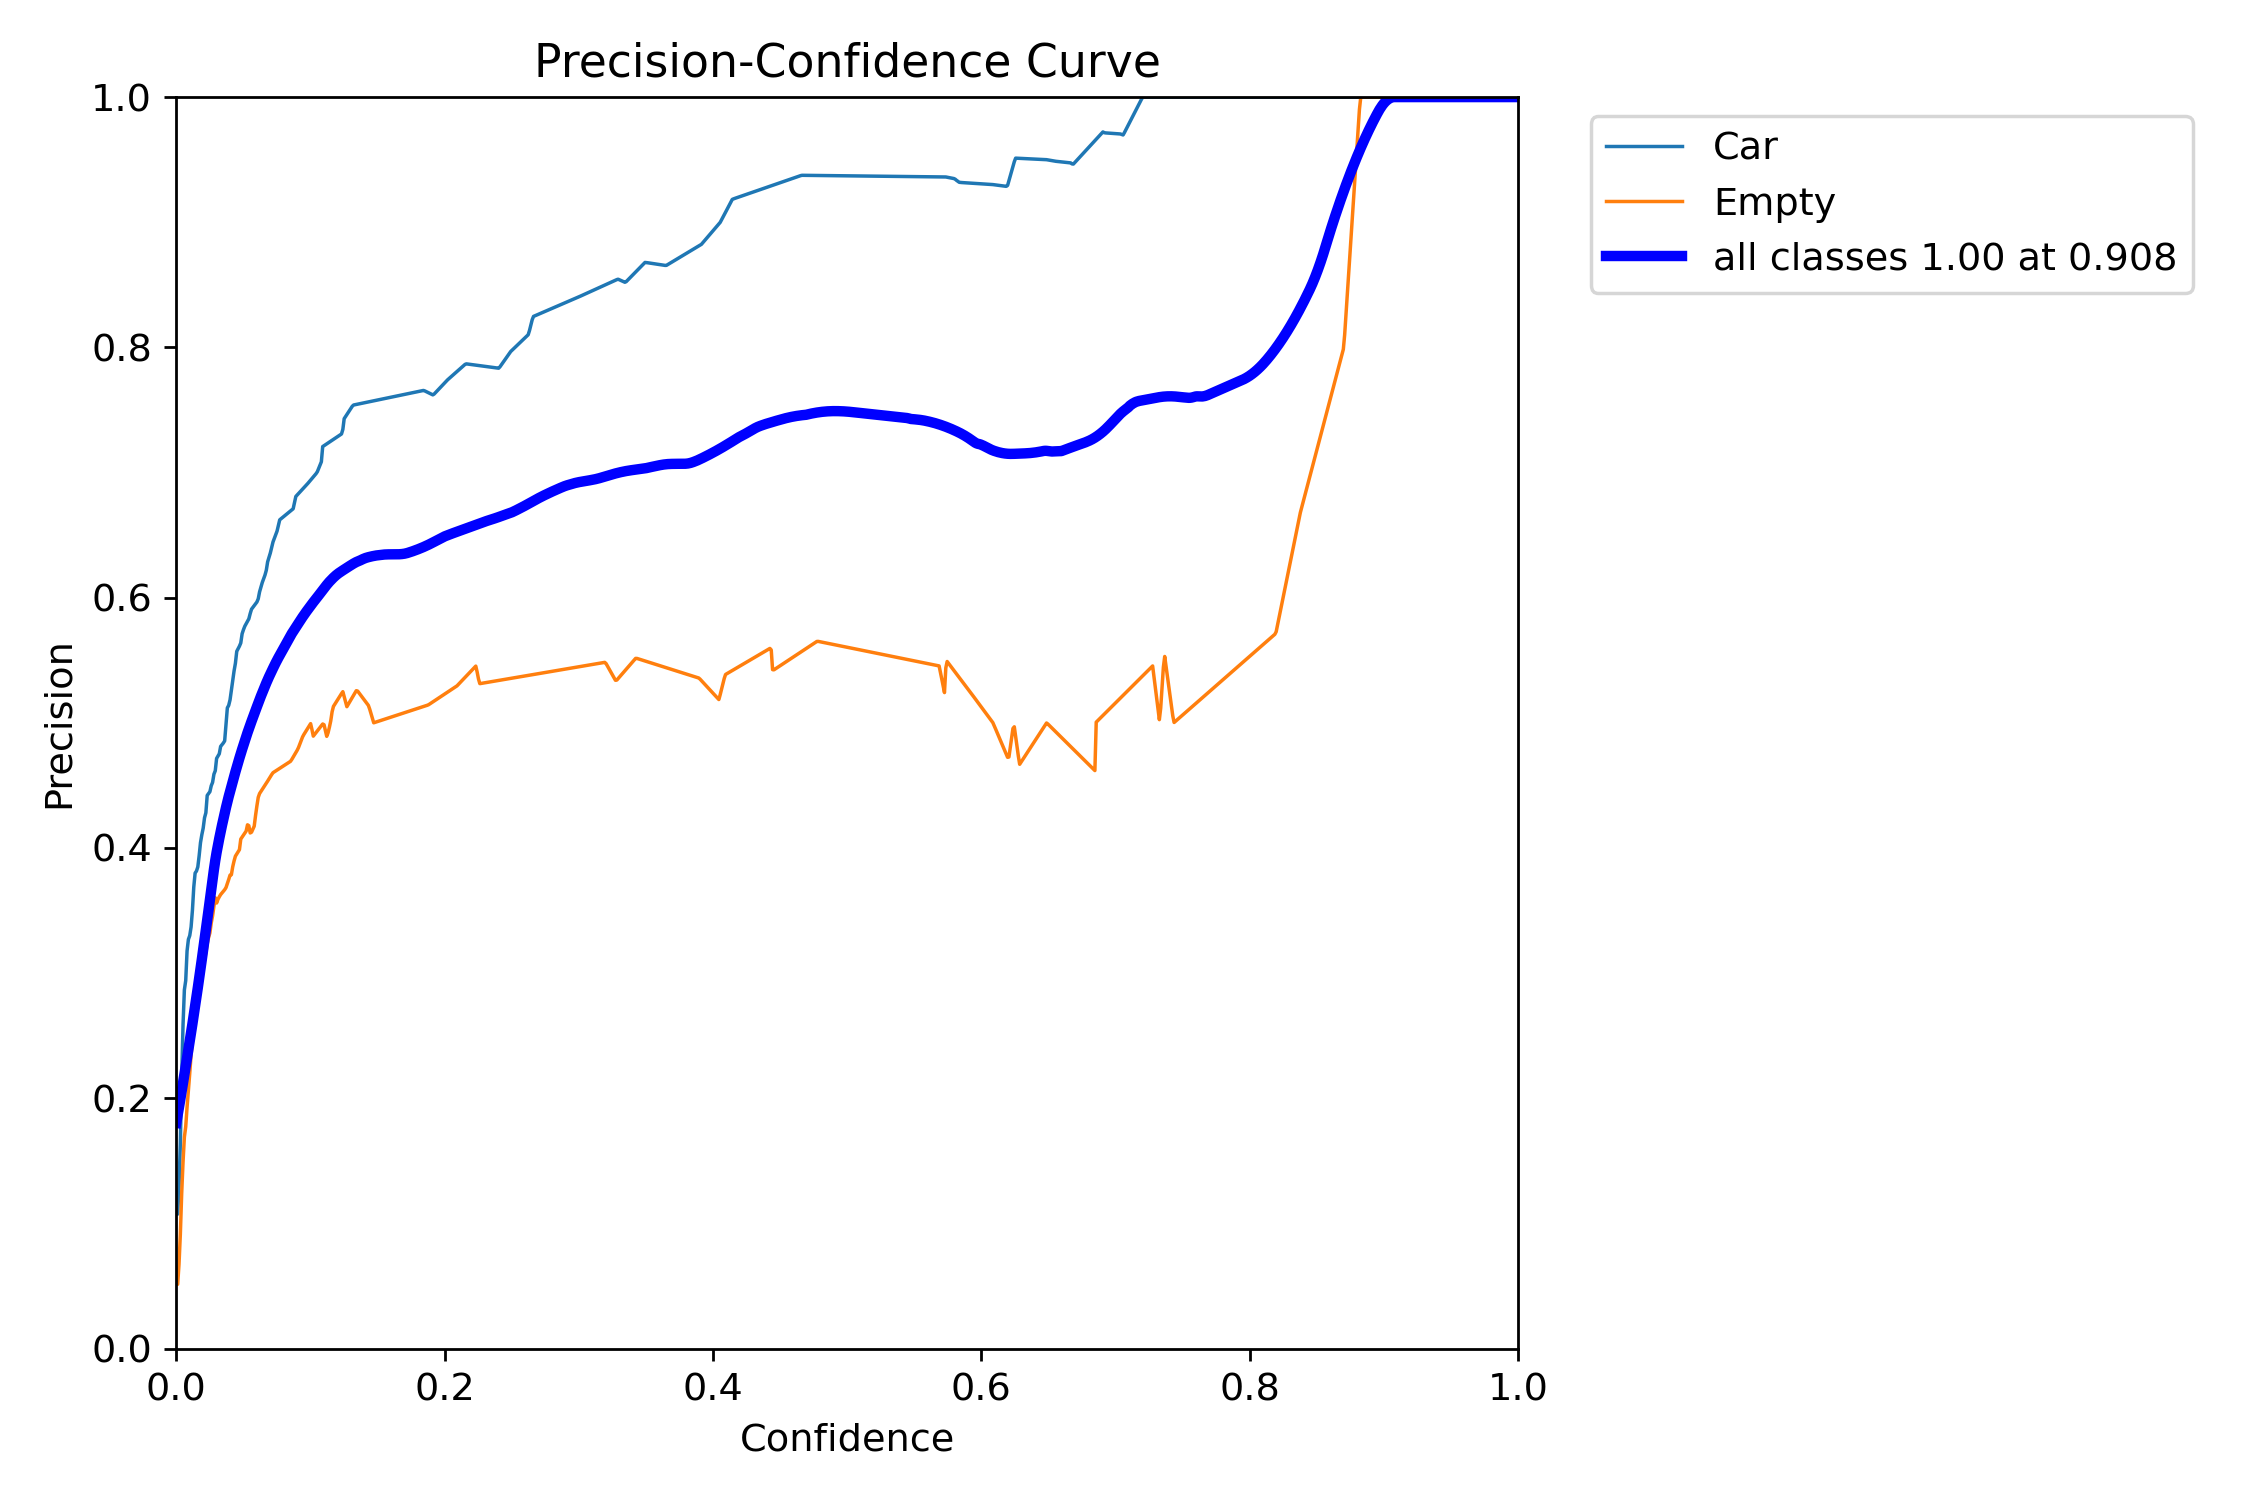 Precision-Confidence Curve
1.0
0.8
0.6
0.4
0.2
0.0
Precision
0.0 0.2 0.4 0.6 0.8 1.0
Confidence
Car
Empty
all classes 1.00 at 0.908